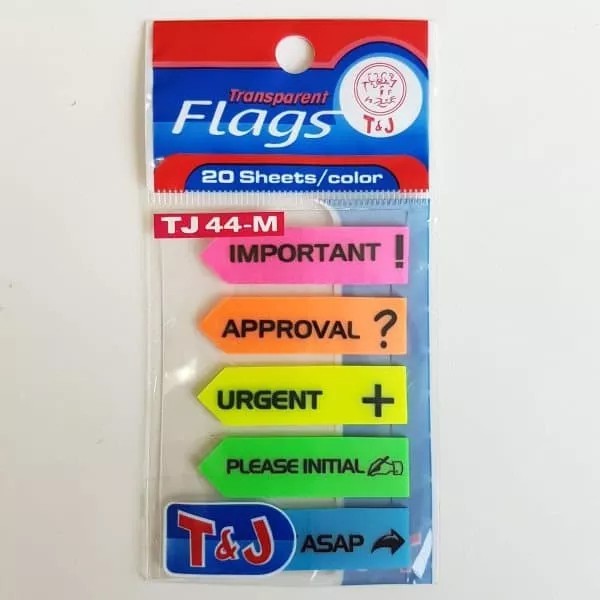 Transparent
Flags
T&J
20 Sheets/color
TJ 44-M
IMPORTANT !
APPROVAL ?
URGENT +
PLEASE INITIAL
T&J
ASAP